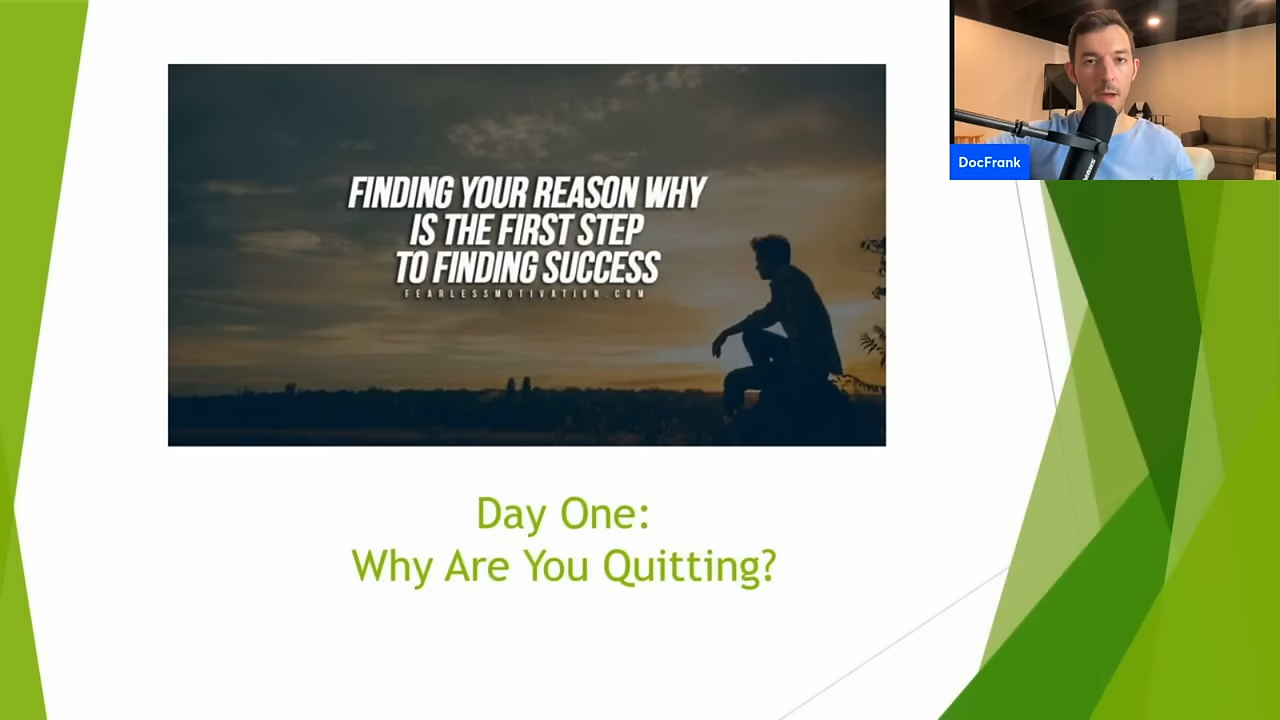 FINDING YOUR REASON WHY
IS THE FIRST STEP
TO FINDING SUCCESS
FEARLESSMOTIVATION.COM
DocFrank
Day One:
Why Are You Quitting?